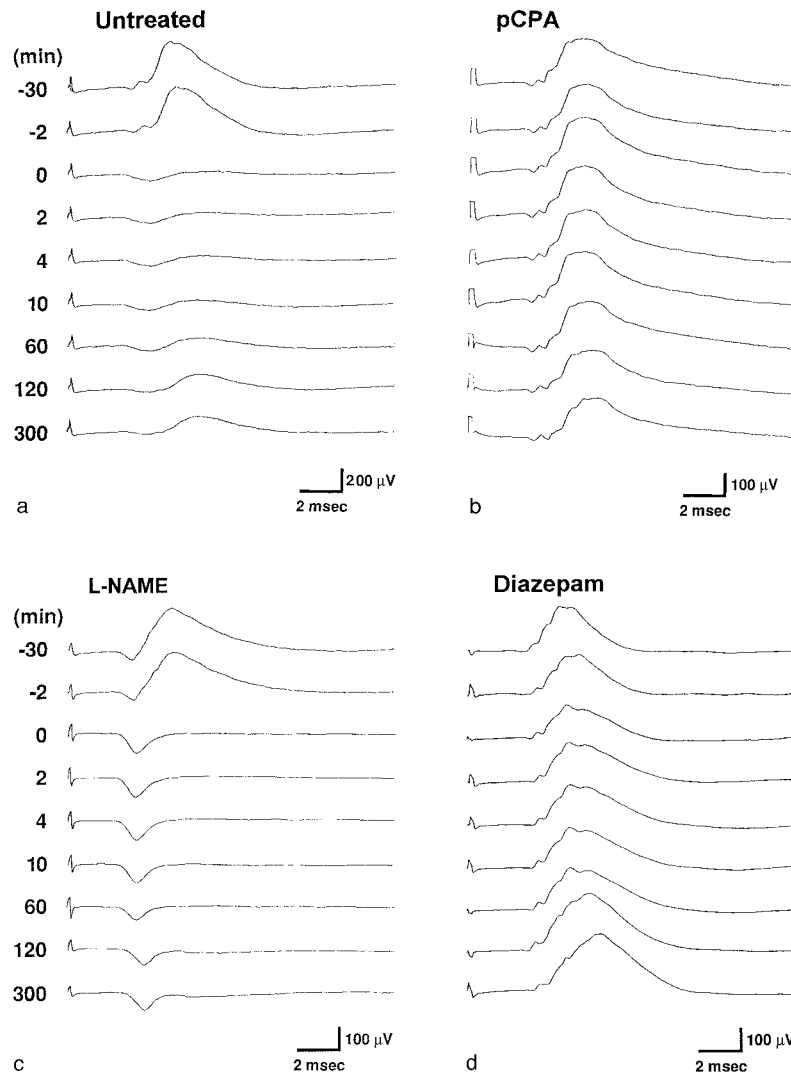 Untreated
(min)
-30
-2
0
2
4
10
60
120
300
200 μV
2 msec
a
pCPA
100 μV
2 msec
b
L-NAME
(min)
-30
-2
0
2
4
10
60
120
300
100 μV
2 msec
c
Diazepam
100 μV
2 msec
d